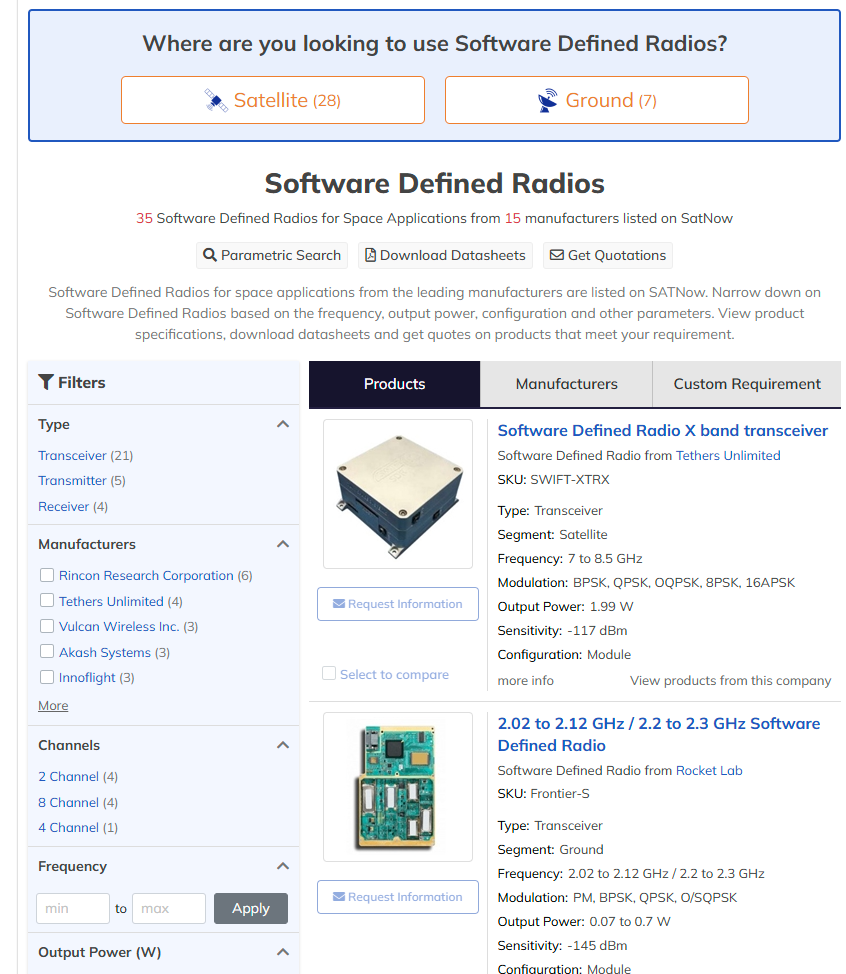 Where are you looking to use Software Defined Radios?
Satellite (28)
Ground (7)
Software Defined Radios
35 Software Defined Radios for Space Applications from 15 manufacturers listed on SatNow
Parametric Search
Download Datasheets
Get Quotations
Software Defined Radios for space applications from the leading manufacturers are listed on SATNow. Narrow down on
Software Defined Radios based on the frequency, output power, configuration and other parameters. View product
specifications, download datasheets and get quotes on products that meet your requirement.
Filters
Type
Transceiver (21)
Transmitter (5)
Receiver (4)
Manufacturers
Rincon Research Corporation (6)
Tethers Unlimited (4)
Vulcan Wireless Inc. (3)
Akash Systems (3)
Innoflight (3)
More
Channels
2 Channel (4)
8 Channel (4)
4 Channel (1)
Frequency
min to max Apply
Output Power (W)
Products
Manufacturers
Custom Requirement
Software Defined Radio X band transceiver
Software Defined Radio from Tethers Unlimited
SKU: SWIFT-XTRX
Type: Transceiver
Segment: Satellite
Frequency: 7 to 8.5 GHz
Modulation: BPSK, QPSK, OQPSK, 8PSK, 16APSK
Output Power: 1.99 W
Sensitivity: -117 dBm
Configuration: Module
Request Information
Select to compare
more info
View products from this company
2.02 to 2.12 GHz / 2.2 to 2.3 GHz Software
Defined Radio
Software Defined Radio from Rocket Lab
SKU: Frontier-S
Type: Transceiver
Segment: Ground
Frequency: 2.02 to 2.12 GHz / 2.2 to 2.3 GHz
Modulation: PM, BPSK, QPSK, O/SQPSK
Output Power: 0.07 to 0.7 W
Sensitivity: -145 dBm
Configuration: Module
Request Information